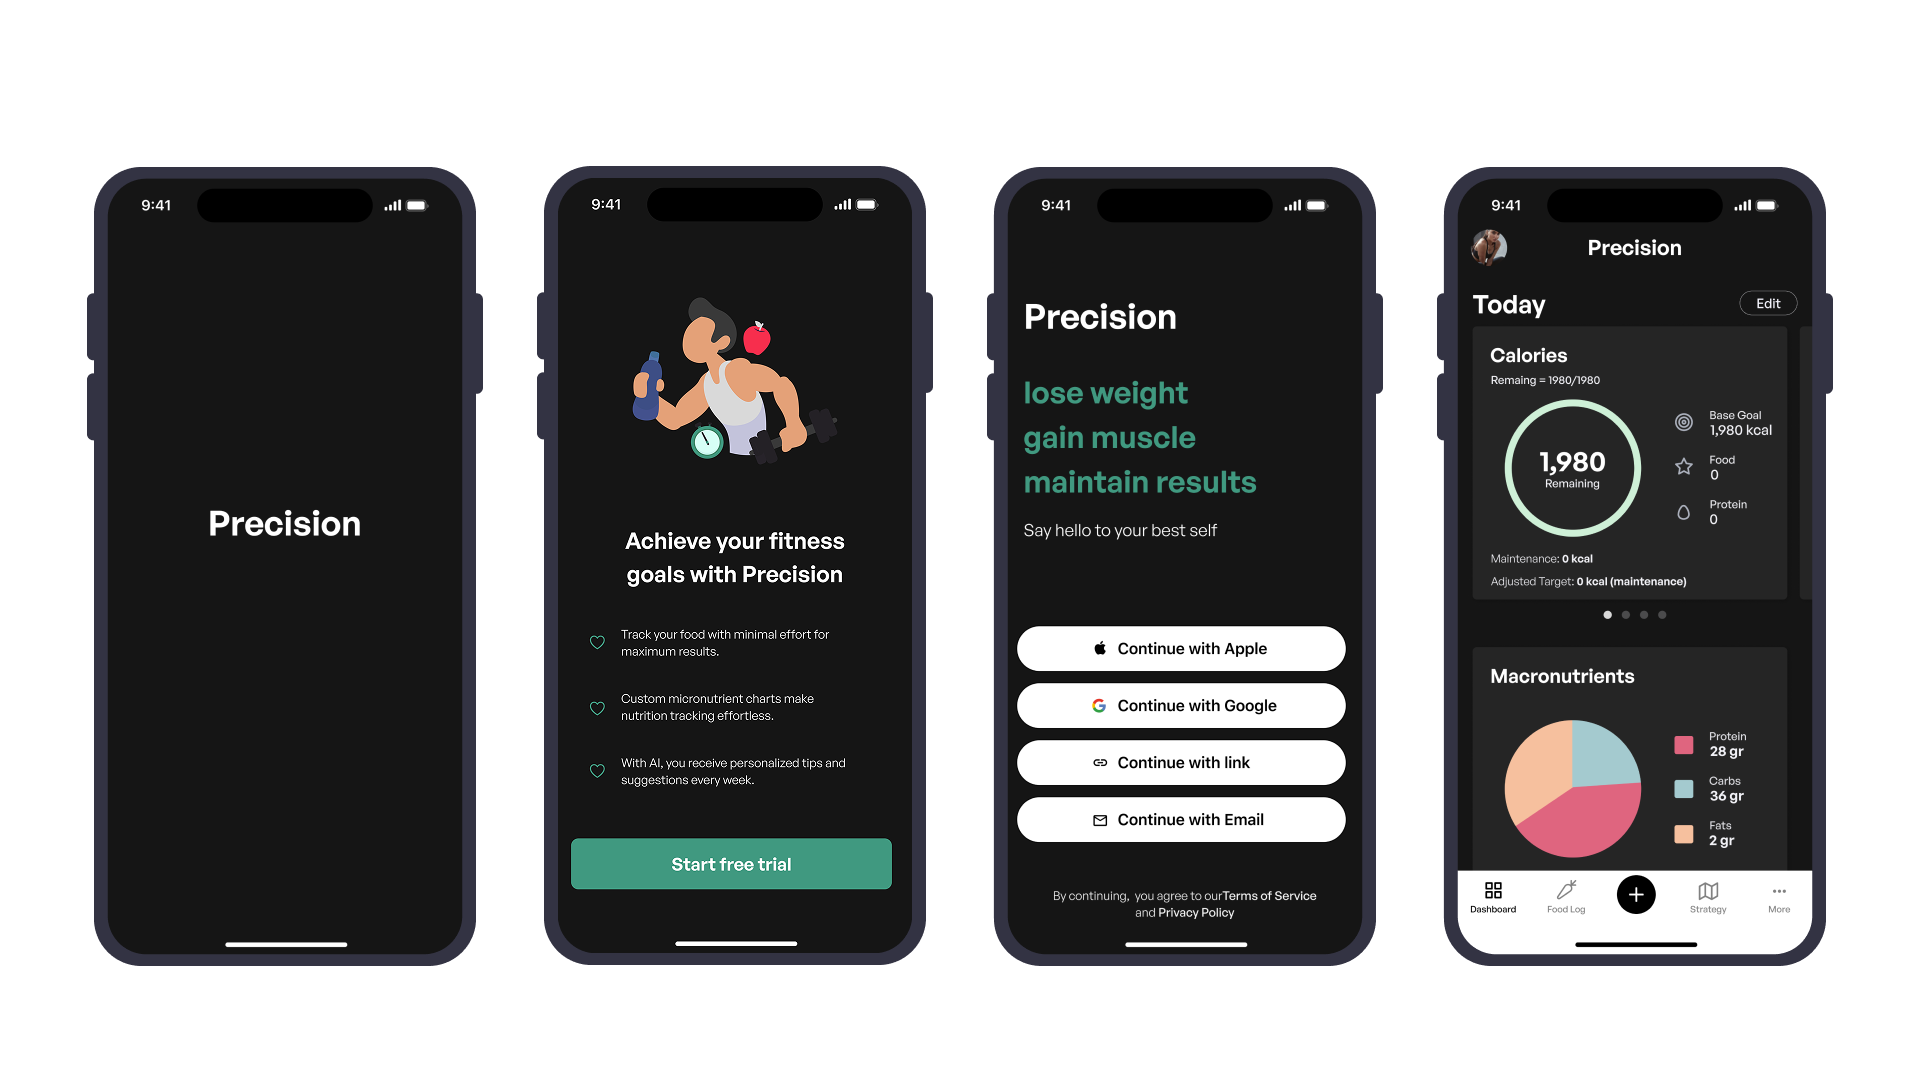 9:41
Precision
9:41
Achieve your fitness
goals with Precision
Track your food with minimal effort for
maximum results.
Custom micronutrient charts make
nutrition tracking effortless.
With AI, you receive personalized tips and
suggestions every week.
Start free trial
9:41
Precision
lose weight
gain muscle
maintain results
Say hello to your best self
Continue with Apple
Continue with Google
Continue with link
Continue with Email
By continuing, you agree to ourTerms of Service
and Privacy Policy
9:41
Precision
Today
Edit
Calories
Remaing = 1980/1980
1,980
Remaining
Base Goal
1,980 kcal
Food
0
Protein
0
Maintenance: 0 kcal
Adjusted Target: 0 kcal (maintenance)
Macronutrients
Protein
28 gr
Carbs
36 gr
Fats
2 gr
Dashboard
Food Log
Strategy
More